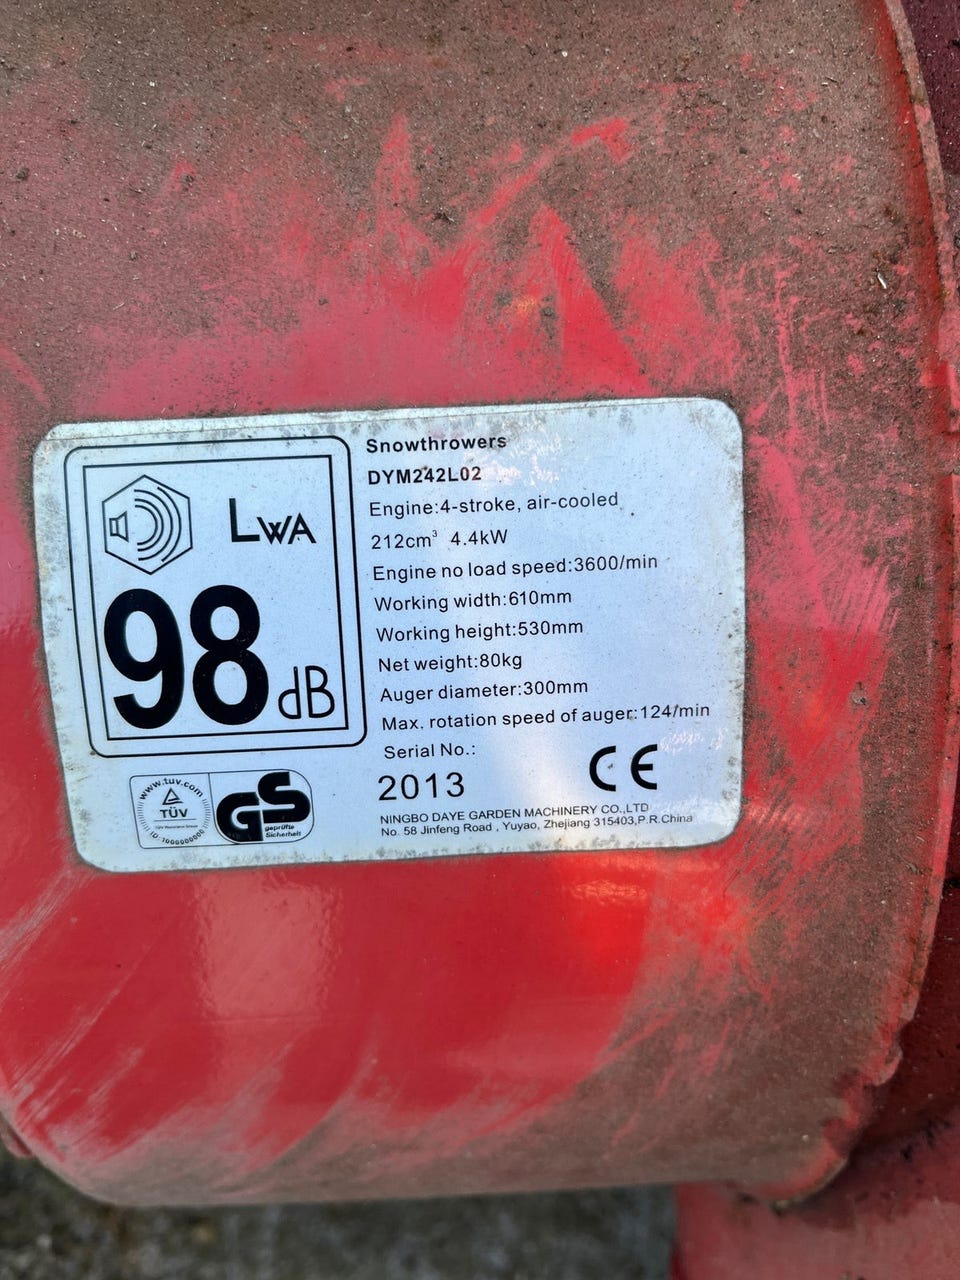 LWA
98 dB
Snowthrowers
DYM242L02
Engine:4-stroke, air-cooled
212cm³ 4.4kW
Engine no load speed:3600/min
Working width:610mm
Working height:530mm
Net weight:80kg
Auger diameter:300mm
Max. rotation speed of auger:124/min
Serial No.:
2013
CE
NINGBO DAYE GARDEN MACHINERY CO.,LTD
No. 58 Jinfeng Road , Yuyao, Zhejiang 315403,P.R.China
www.tuv.com
TÜV
ID:1000000000
GS
geprüfte
Sicherheit